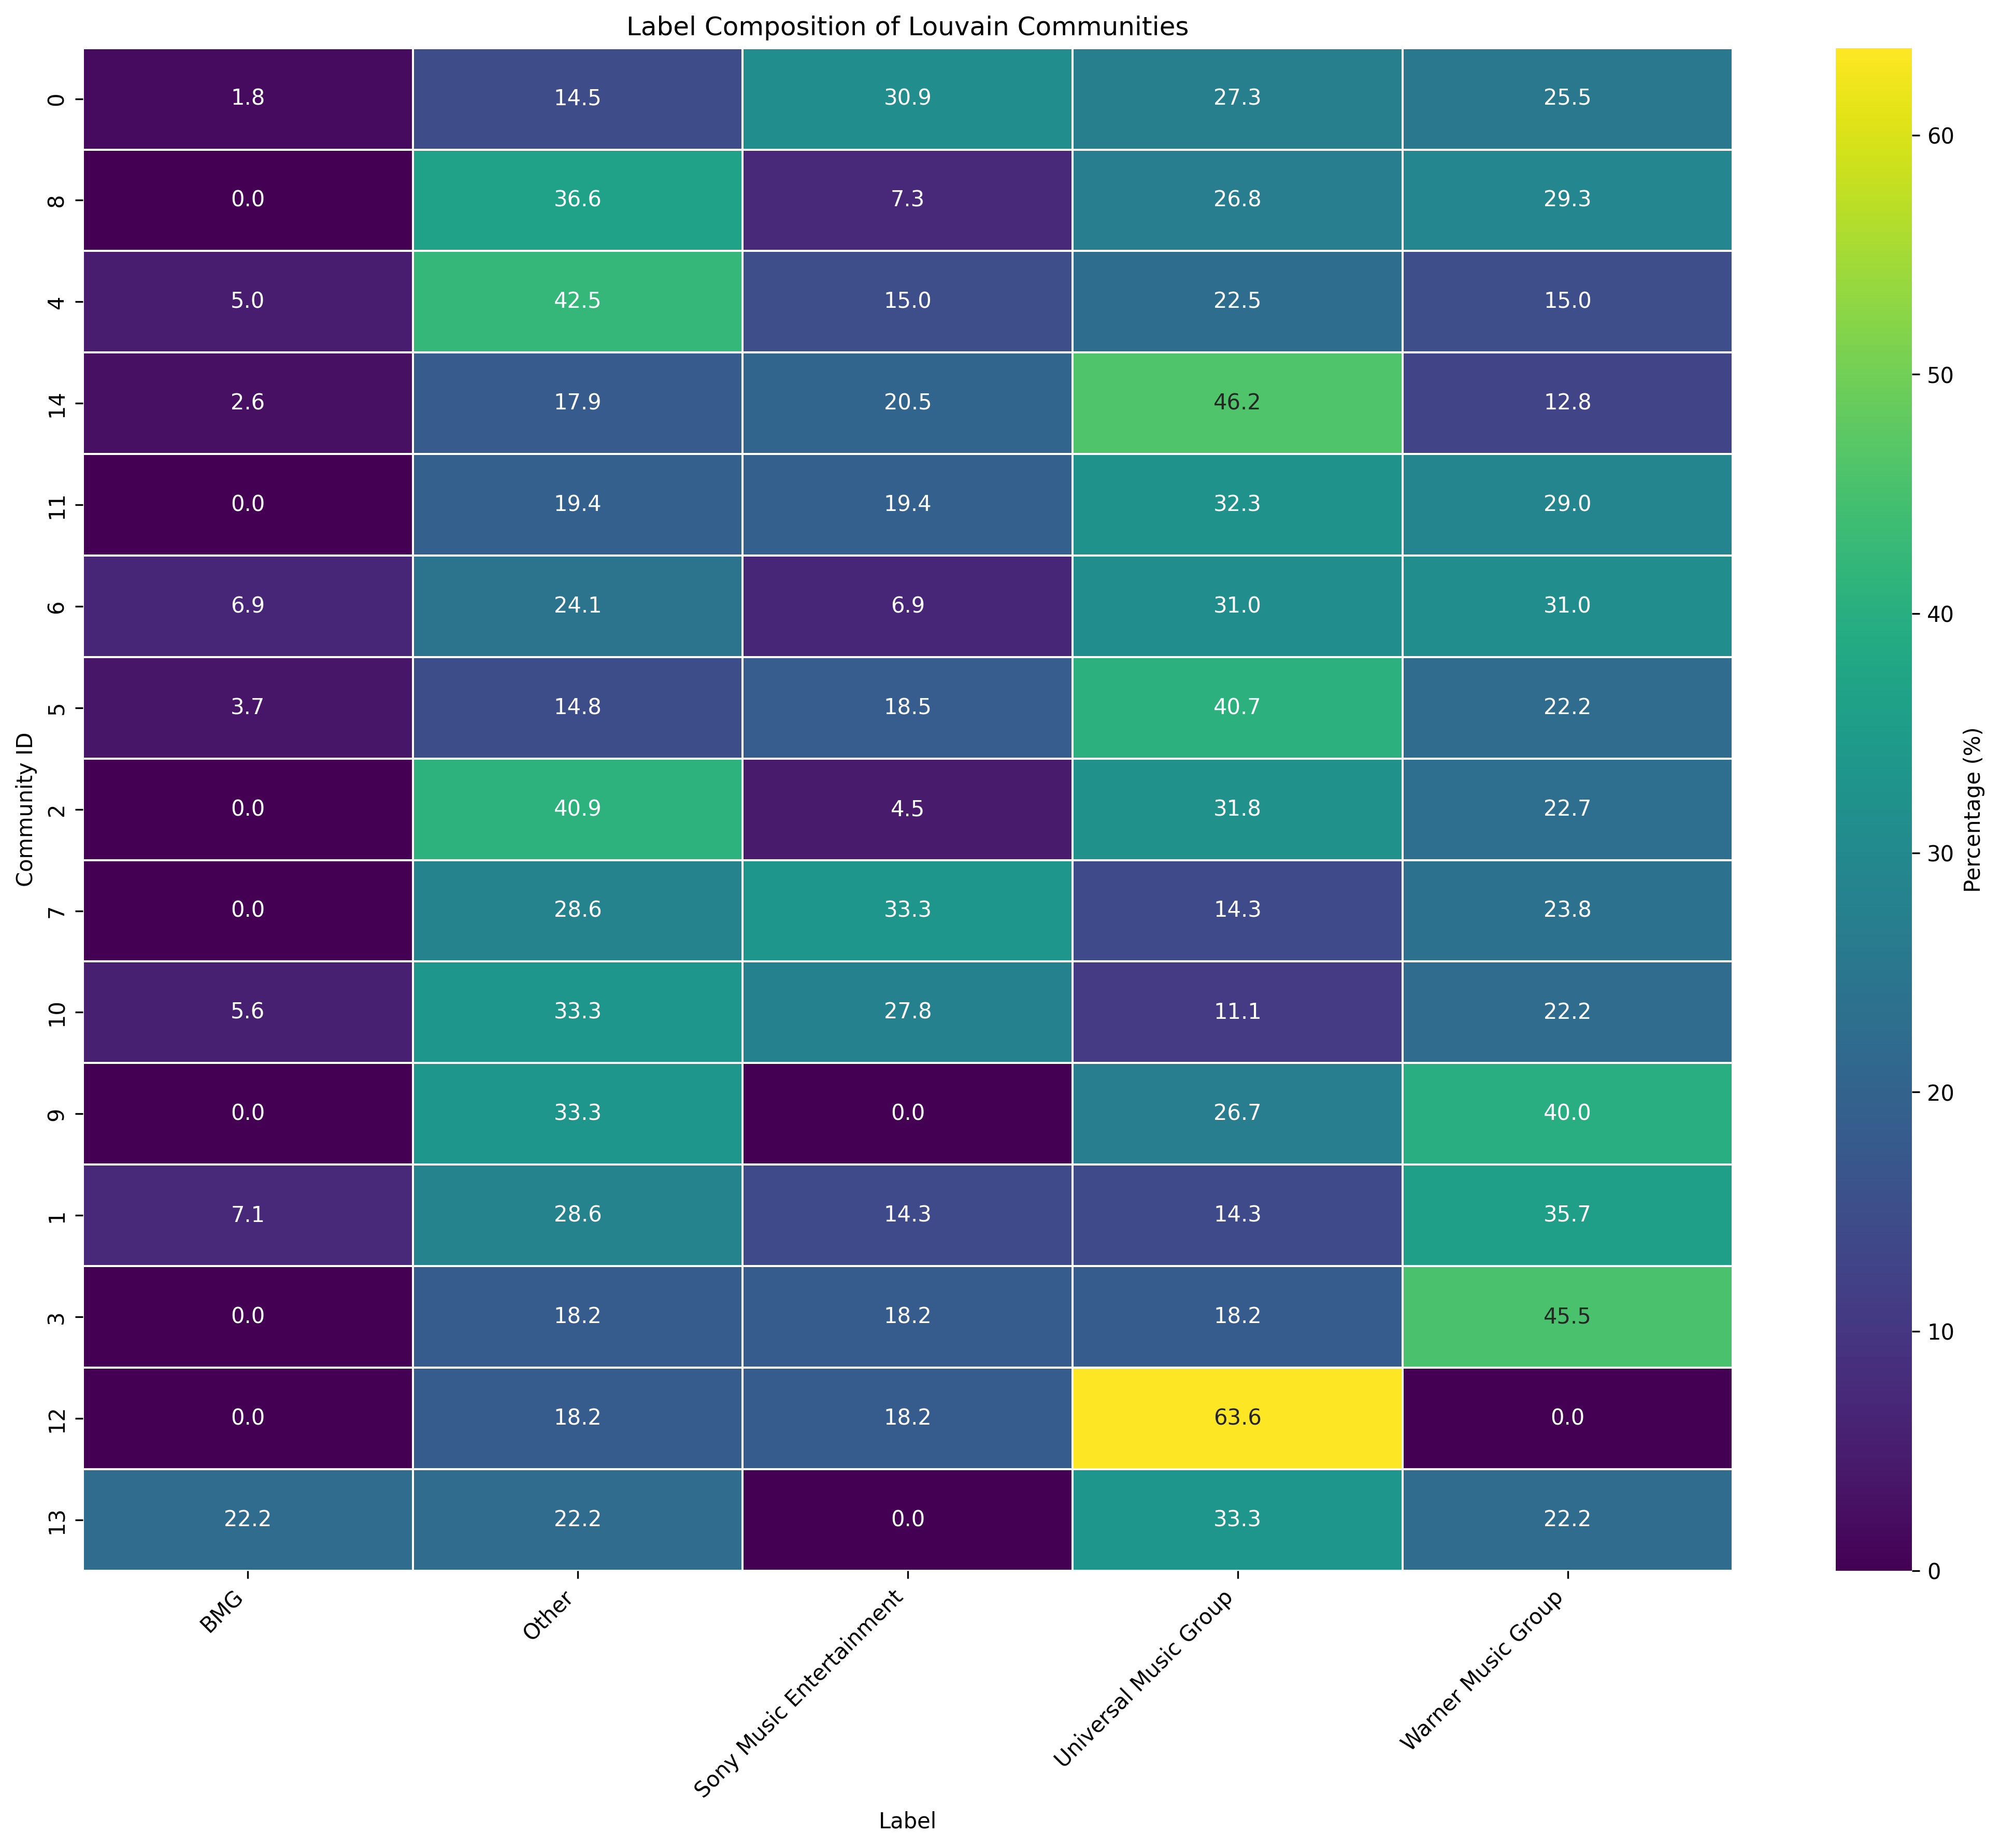 Label Composition of Louvain Communities
0 1.8 14.5 30.9 27.3 25.5
8 0.0 36.6 7.3 26.8 29.3
4 5.0 42.5 15.0 22.5 15.0
14 2.6 17.9 20.5 46.2 12.8
11 0.0 19.4 19.4 32.3 29.0
6 6.9 24.1 6.9 31.0 31.0
5 3.7 14.8 18.5 40.7 22.2
2 0.0 40.9 4.5 31.8 22.7
7 0.0 28.6 33.3 14.3 23.8
10 5.6 33.3 27.8 11.1 22.2
9 0.0 33.3 0.0 26.7 40.0
1 7.1 28.6 14.3 14.3 35.7
3 0.0 18.2 18.2 18.2 45.5
12 0.0 18.2 18.2 63.6 0.0
13 22.2 22.2 0.0 33.3 22.2
Community ID
BMG
Other
Sony Music Entertainment
Universal Music Group
Warner Music Group
Label
60
50
40
30
20
10
0
Percentage (%)